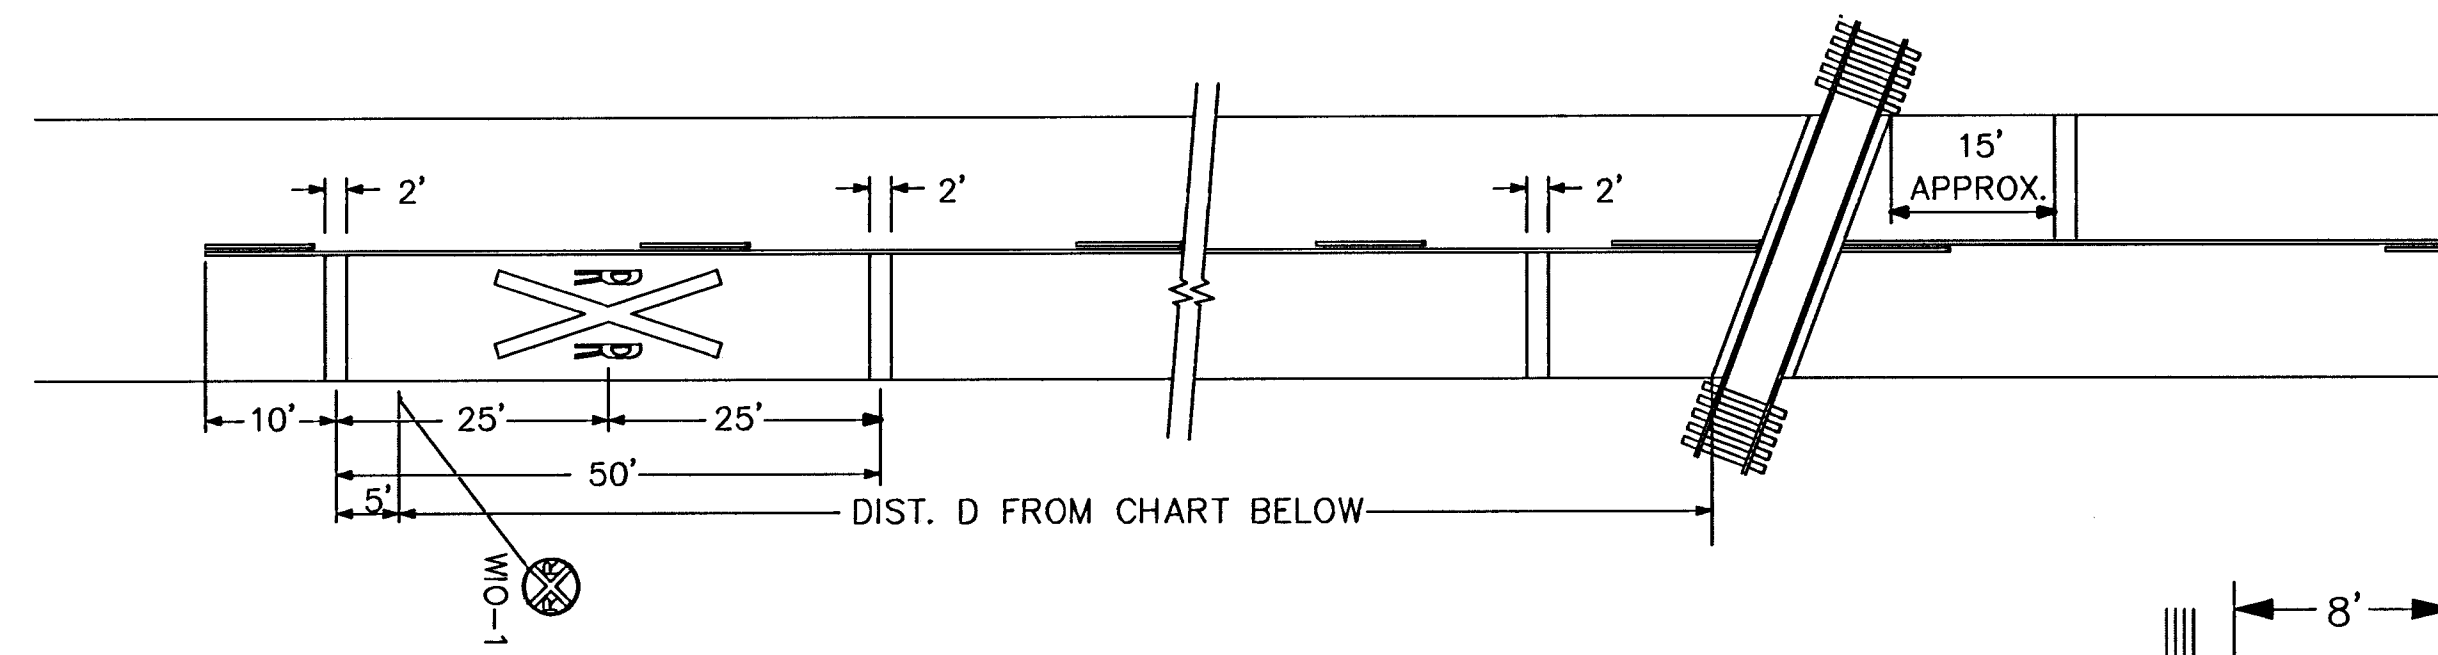 15'
APPROX.
2'
2'
2'
R R
10'
25'
25'
50'
5'
DIST. D FROM CHART BELOW
W10-1
R R
8'